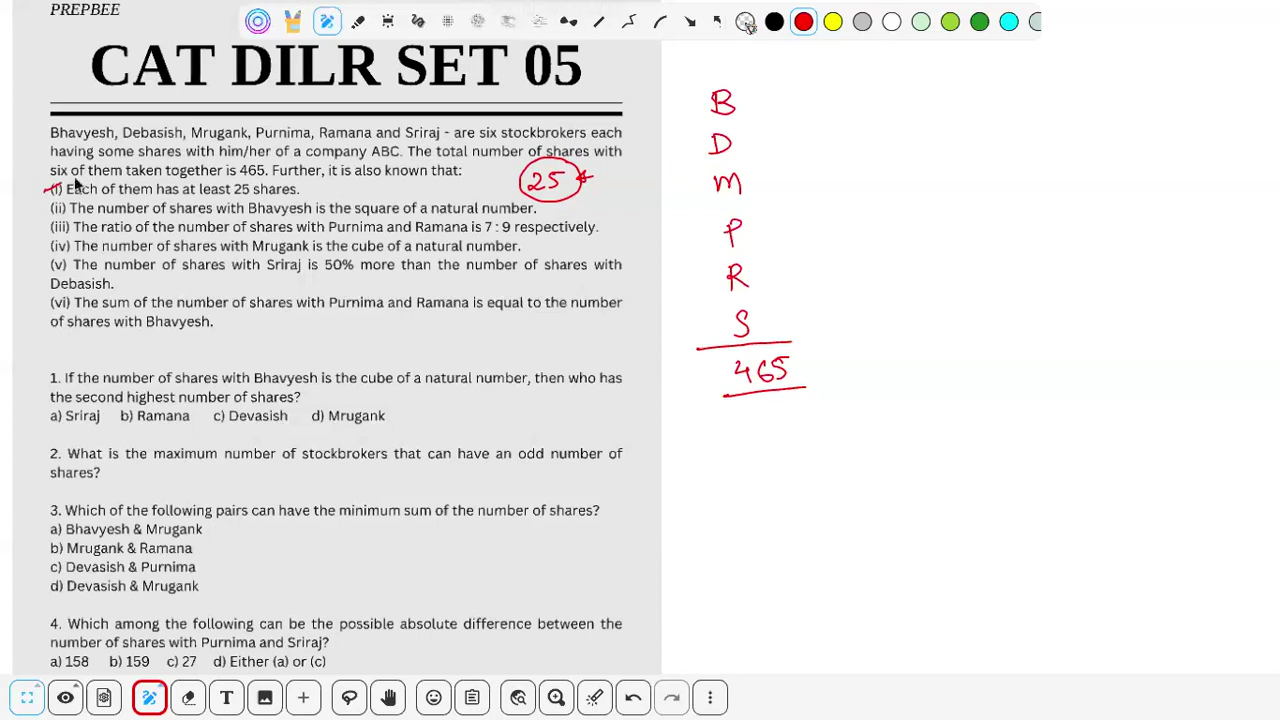 PREPBEE
CAT DILR SET 05
Bhavyesh, Debasish, Mrugank, Purnima, Ramana and Sriraj - are six stockbrokers each
having some shares with him/her of a company ABC. The total number of shares with
six of them taken together is 465. Further, it is also known that:
(i) Each of them has at least 25 shares.
25
(ii) The number of shares with Bhavyesh is the square of a natural number.
(iii) The ratio of the number of shares with Purnima and Ramana is 7 : 9 respectively.
(iv) The number of shares with Mrugank is the cube of a natural number.
(v) The number of shares with Sriraj is 50% more than the number of shares with
Debasish.
(vi) The sum of the number of shares with Purnima and Ramana is equal to the number
of shares with Bhavyesh.
1. If the number of shares with Bhavyesh is the cube of a natural number, then who has
the second highest number of shares?
a) Sriraj b) Ramana c) Devasish d) Mrugank
2. What is the maximum number of stockbrokers that can have an odd number of
shares?
3. Which of the following pairs can have the minimum sum of the number of shares?
a) Bhavyesh & Mrugank
b) Mrugank & Ramana
c) Devasish & Purnima
d) Devasish & Mrugank
4. Which among the following can be the possible absolute difference between the
number of shares with Purnima and Sriraj?
a) 158 b) 159 c) 27 d) Either (a) or (c)
B
D
M
P
R
S
465